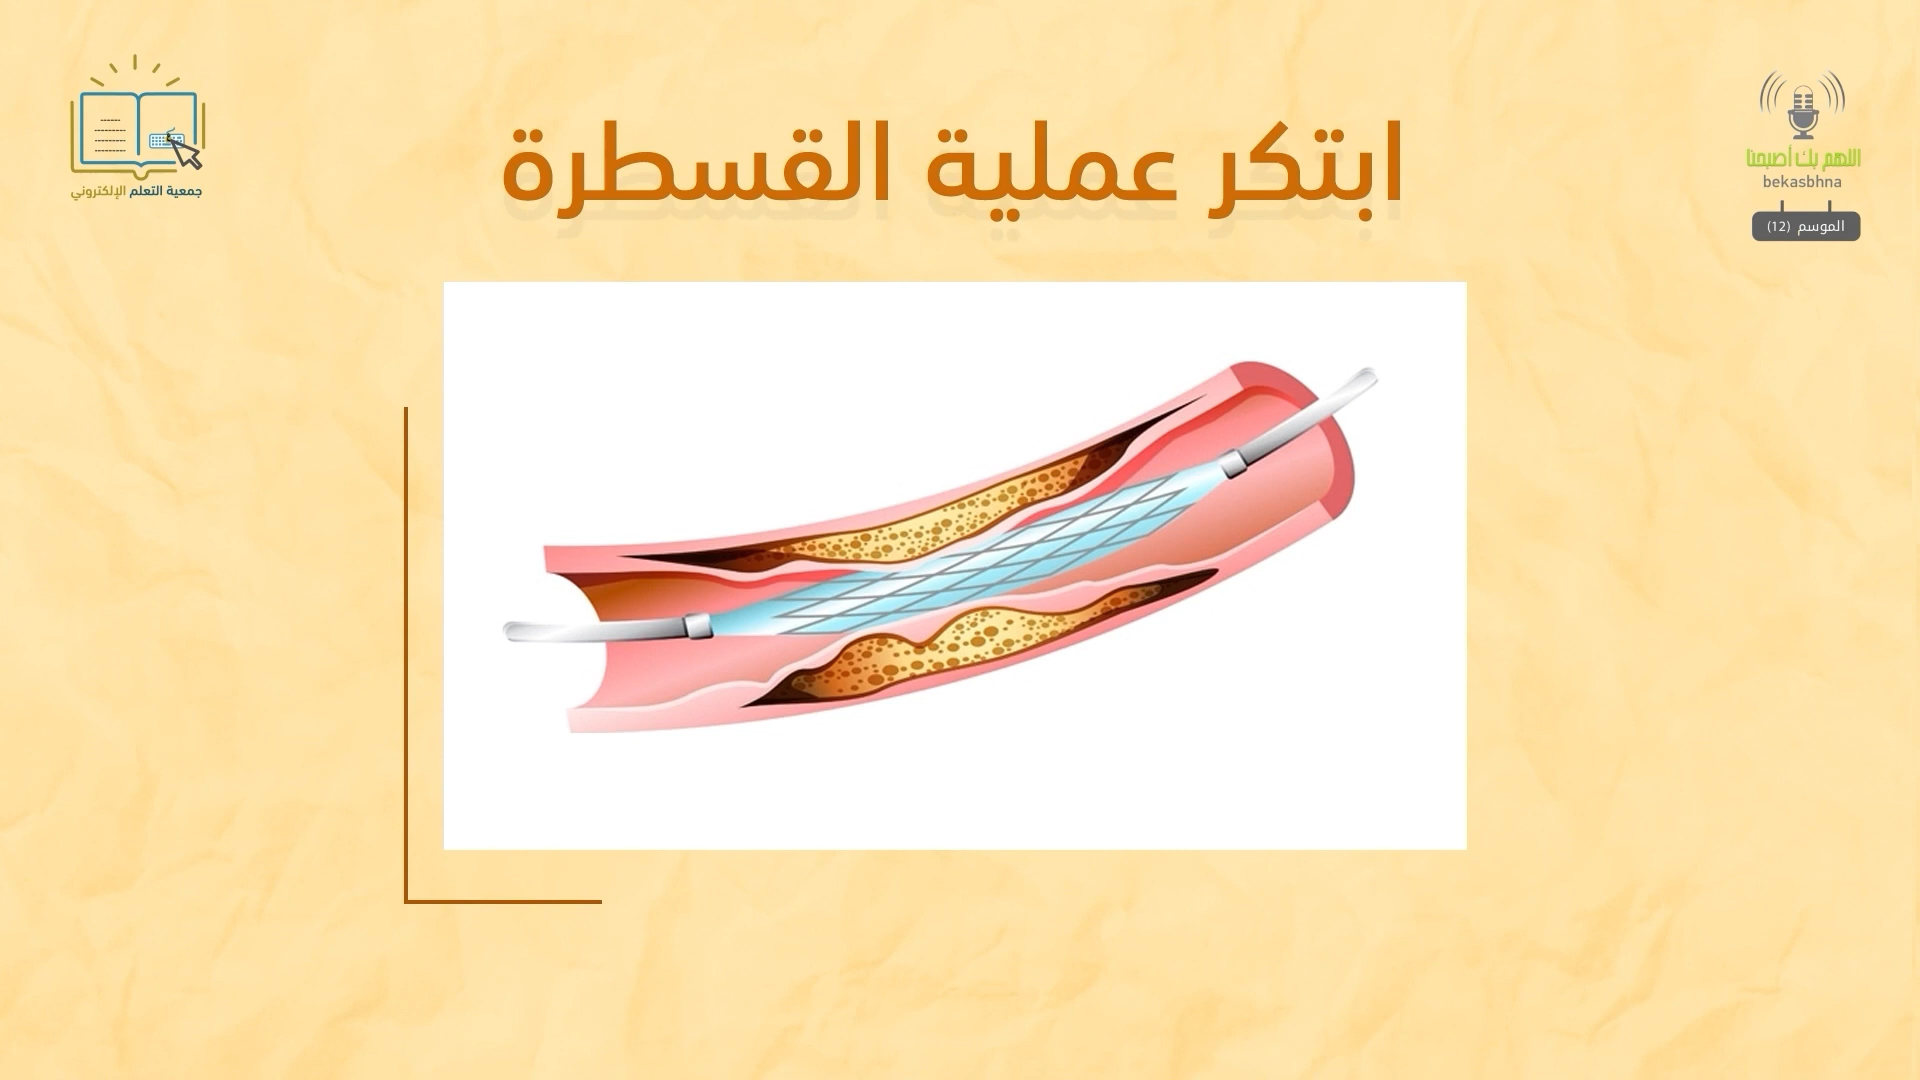 ابتكر عملية القسطرة
جمعية التعلم الإلكتروني
اللهم بك أصبحنا
bekasbhna
الموسم (12)